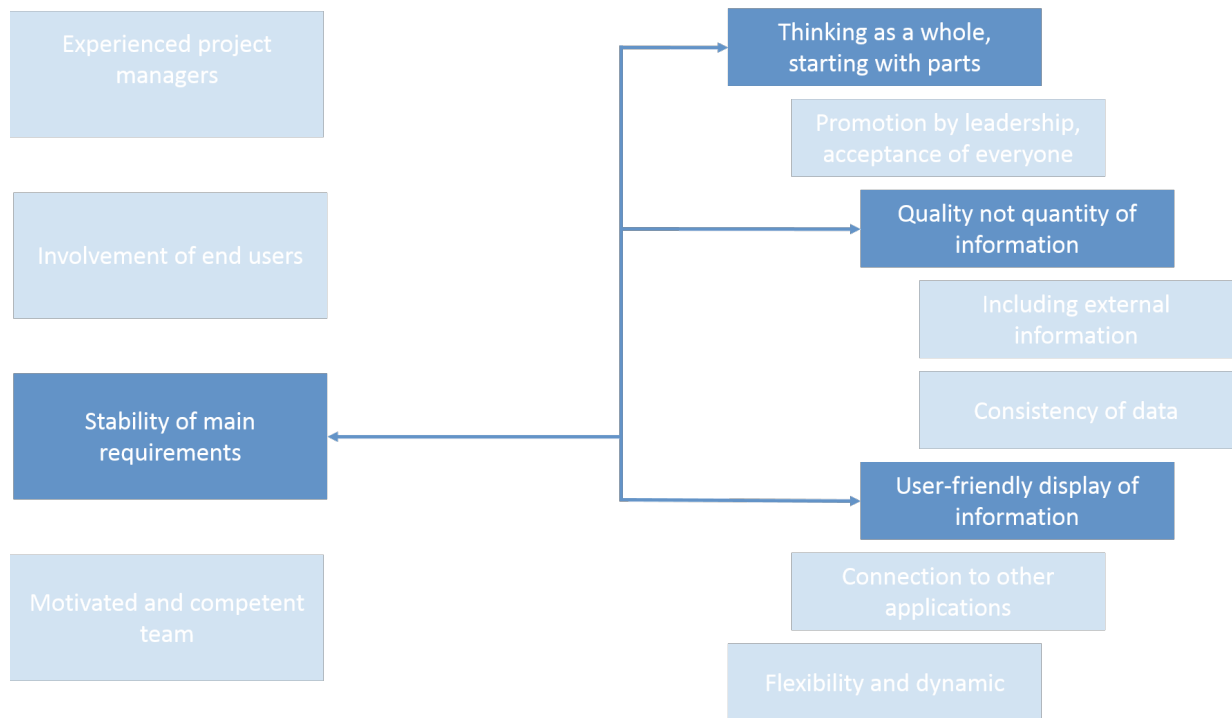 Experienced project
managers
Involvement of end users
Stability of main
requirements
Motivated and competent
team
Thinking as a whole,
starting with parts
Promotion by leadership,
acceptance of everyone
Quality not quantity of
information
Including external
information
Consistency of data
User-friendly display of
information
Connection to other
applications
Flexibility and dynamic